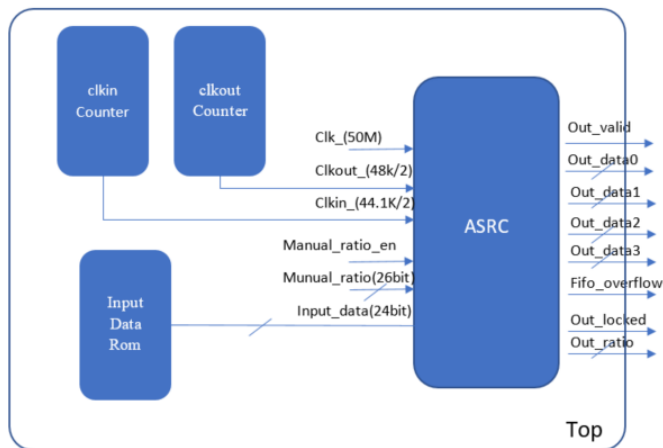 clkin
Counter
clkout
Counter
Clk_(50M)
Clkout_(48k/2)
Clkin_(44.1K/2)
Manual_ratio_en
Munual_ratio(26bit)
Input_data(24bit)
Input
Data
Rom
ASRC
Out_valid
Out_data0
Out_data1
Out_data2
Out_data3
Fifo_overflow
Out_locked
Out_ratio
Top